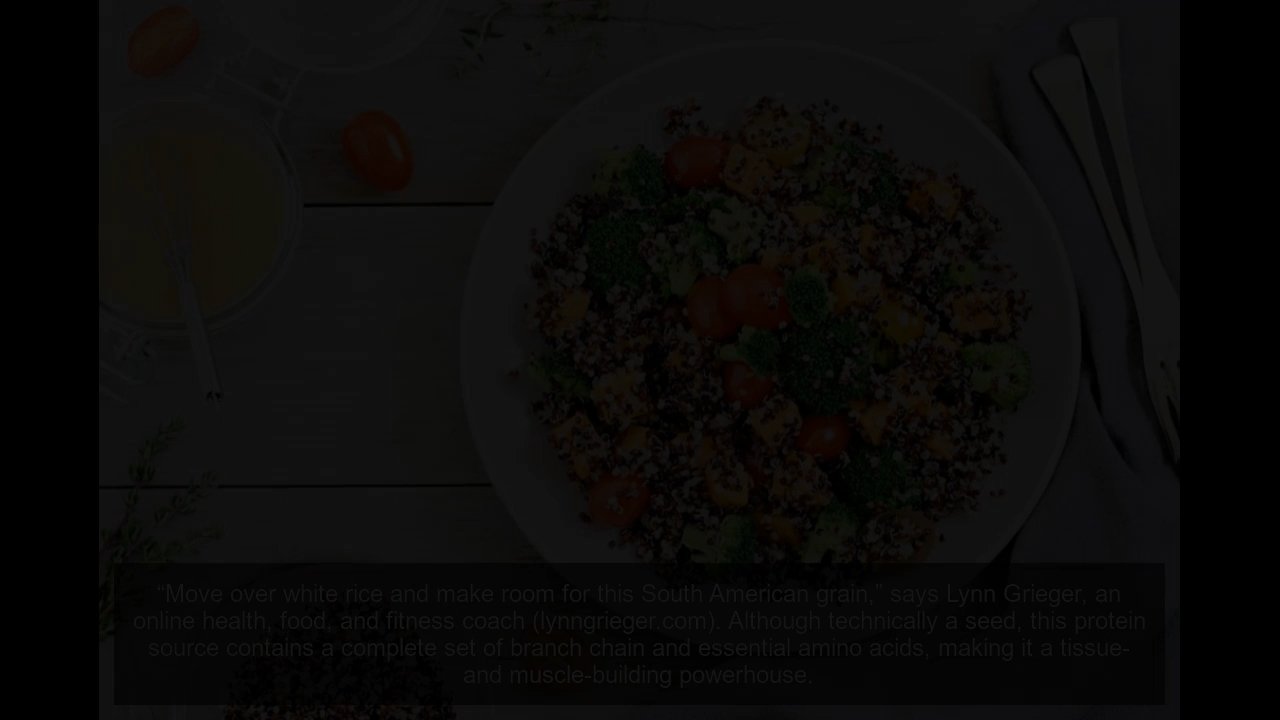 “Move over white rice and make room for this South American grain,” says Lynn Grieger, an
online health, food, and fitness coach (lynngrieger.com). Although technically a seed, this protein
source contains a complete set of branch chain and essential amino acids, making it a tissue-
and muscle-building powerhouse.